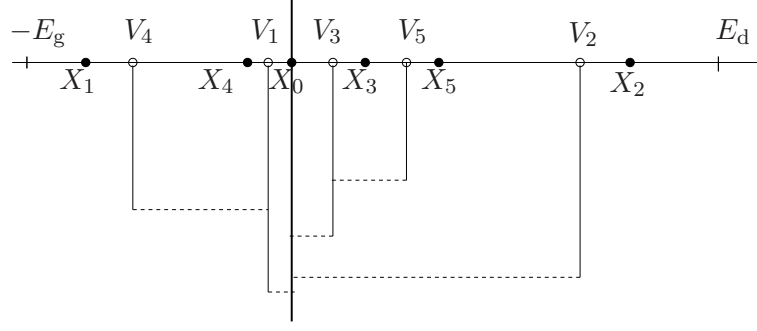 −E_g V_4 V_1 V_3 V_5 V_2 E_d
X_1 X_4 X_0 X_3 X_5 X_2